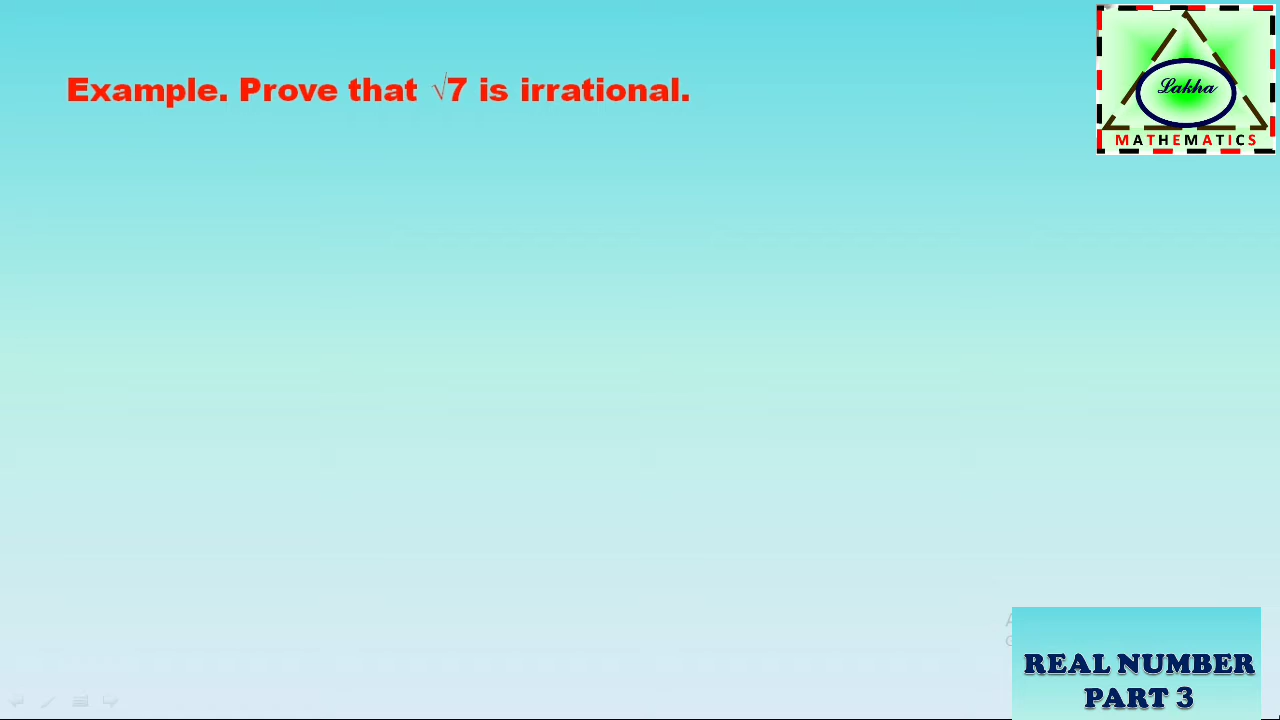 Example. Prove that √7 is irrational.
Lakha
MATHEMATICS
REAL NUMBER
PART 3